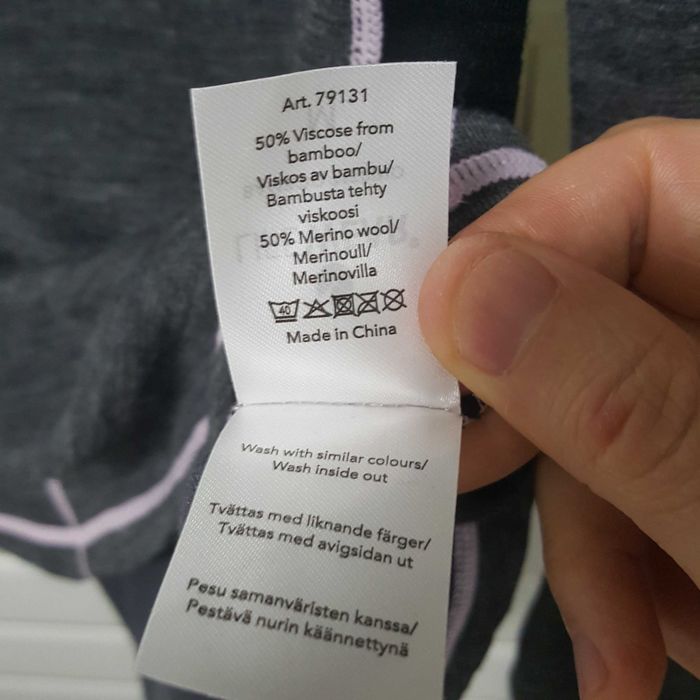 Art. 79131
50% Viscose from
bamboo/
Viskos av bambu/
Bambusta tehty
viskoosi
50% Merino wool/
Merinoull/
Merinovilla
40
Made in China
Wash with similar colours/
Wash inside out
Tvättas med liknande färger/
Tvättas med avigsidan ut
Pesu samanväristen kanssa/
Pestävä nurin käännettynä